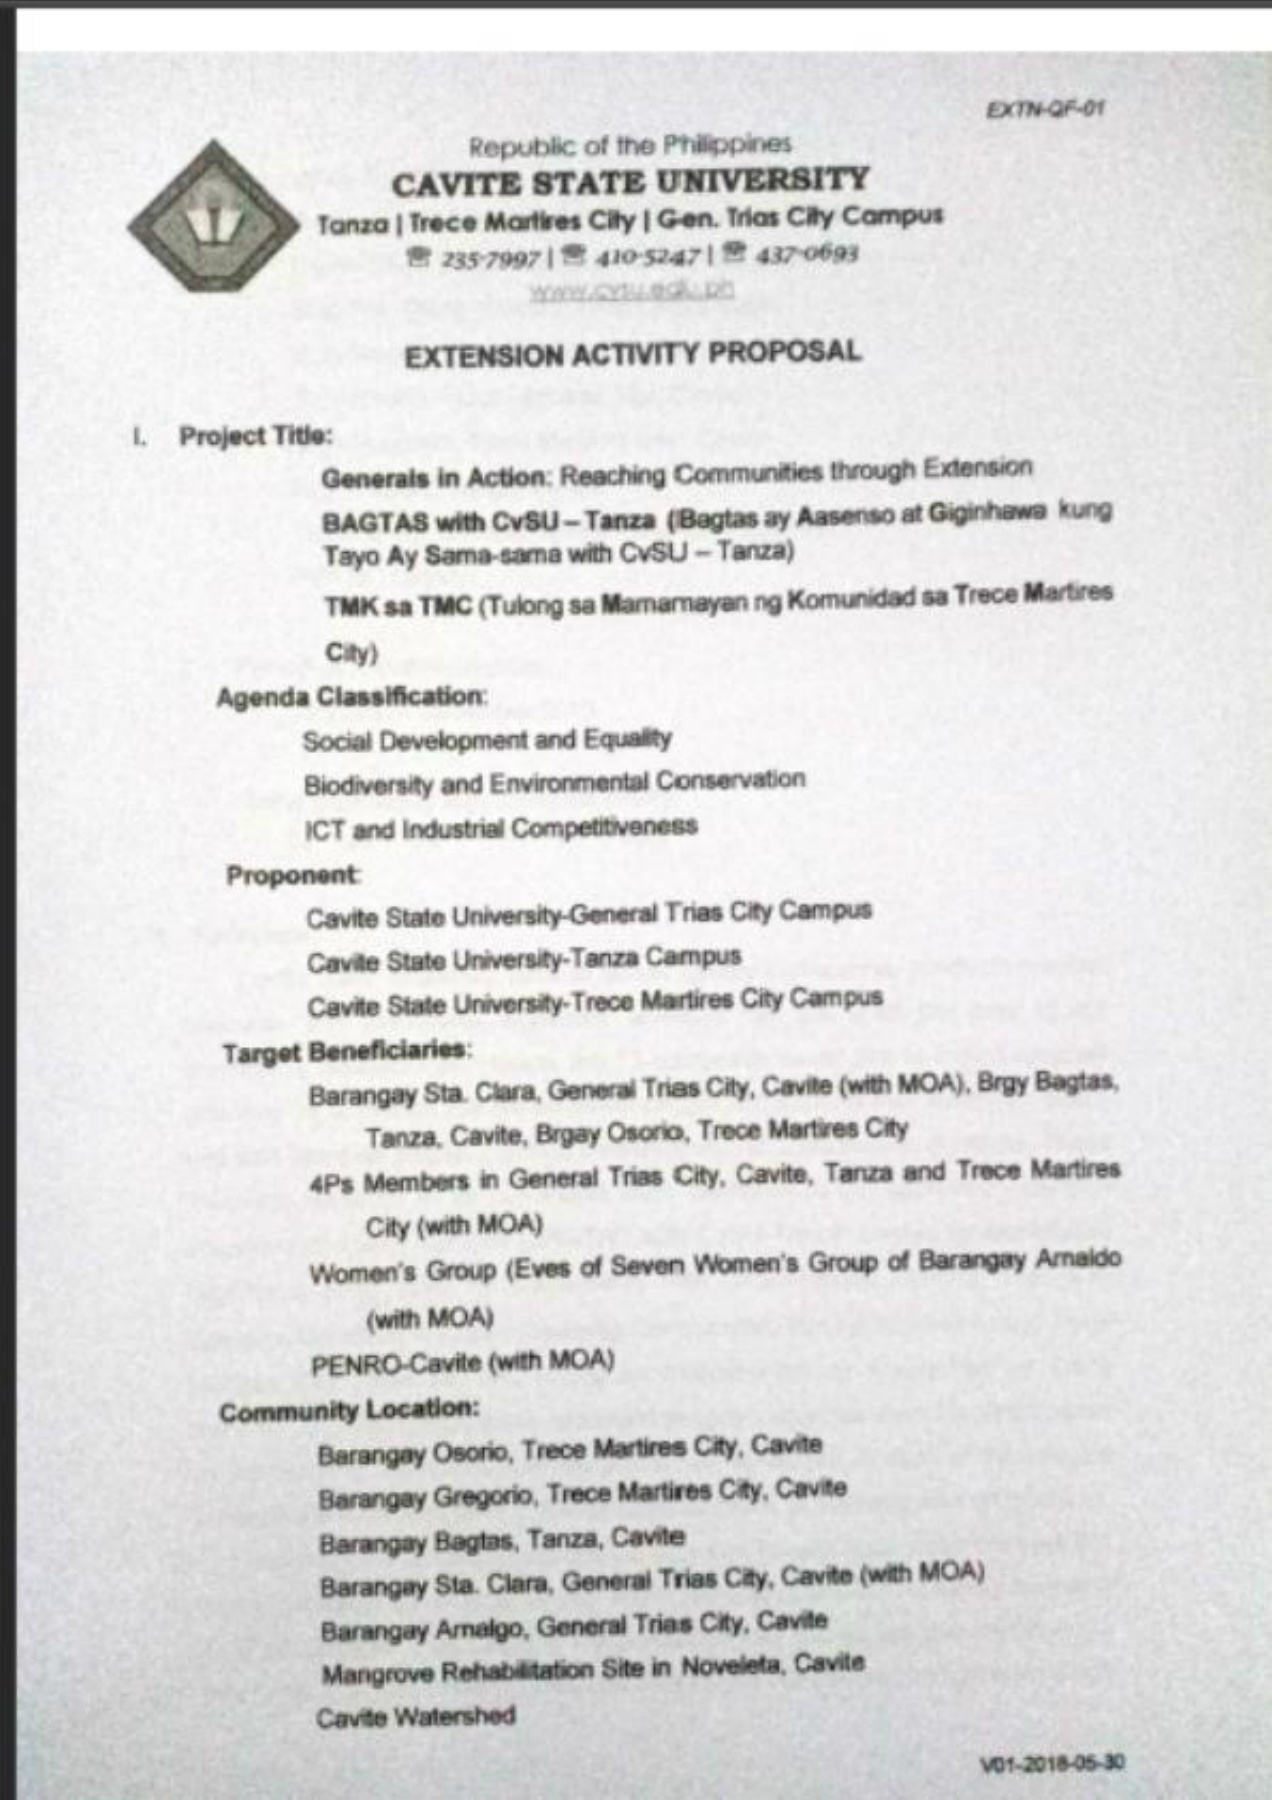 EXTN-QF-01
Republic of the Philippines
CAVITE STATE UNIVERSITY
Tanza | Trece Martires City | Gen. Trias City Campus
☎ 235-7997 | ☎ 410-5247 | ☎ 437-0693
www.cvsu.edu.ph
EXTENSION ACTIVITY PROPOSAL
I. Project Title:
Generals in Action: Reaching Communities through Extension
BAGTAS with CvSU – Tanza (Bagtas ay Aasenso at Giginhawa kung
Tayo Ay Sama-sama with CvSU – Tanza)
TMK sa TMC (Tulong sa Mamamayan ng Komunidad sa Trece Martires
City)
Agenda Classification:
Social Development and Equality
Biodiversity and Environmental Conservation
ICT and Industrial Competitiveness
Proponent:
Cavite State University-General Trias City Campus
Cavite State University-Tanza Campus
Cavite State University-Trece Martires City Campus
Target Beneficiaries:
Barangay Sta. Clara, General Trias City, Cavite (with MOA), Brgy Bagtas,
Tanza, Cavite, Brgay Osorio, Trece Martires City
4Ps Members in General Trias City, Cavite, Tanza and Trece Martires
City (with MOA)
Women's Group (Eves of Seven Women's Group of Barangay Arnaldo
(with MOA)
PENRO-Cavite (with MOA)
Community Location:
Barangay Osorio, Trece Martires City, Cavite
Barangay Gregorio, Trece Martires City, Cavite
Barangay Bagtas, Tanza, Cavite
Barangay Sta. Clara, General Trias City, Cavite (with MOA)
Barangay Arnalgo, General Trias City, Cavite
Mangrove Rehabilitation Site in Noveleta, Cavite
Cavite Watershed
V01-2018-05-30